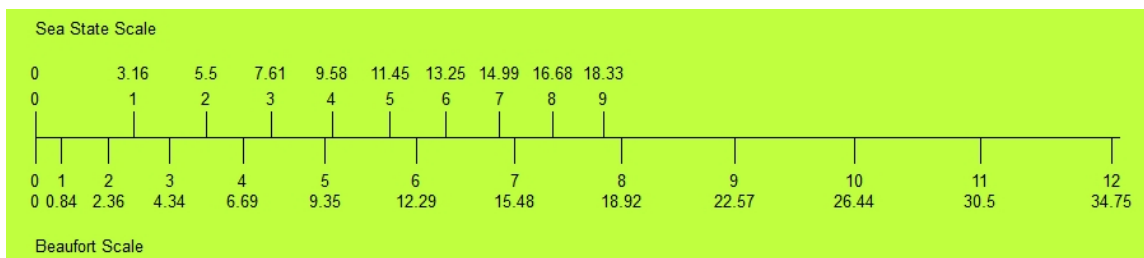 Sea State Scale
0 3.16 5.5 7.61 9.58 11.45 13.25 14.99 16.68 18.33
0 1 2 3 4 5 6 7 8 9
0 1 2 3 4 5 6 7 8 9 10 11 12
0 0.84 2.36 4.34 6.69 9.35 12.29 15.48 18.92 22.57 26.44 30.5 34.75
Beaufort Scale